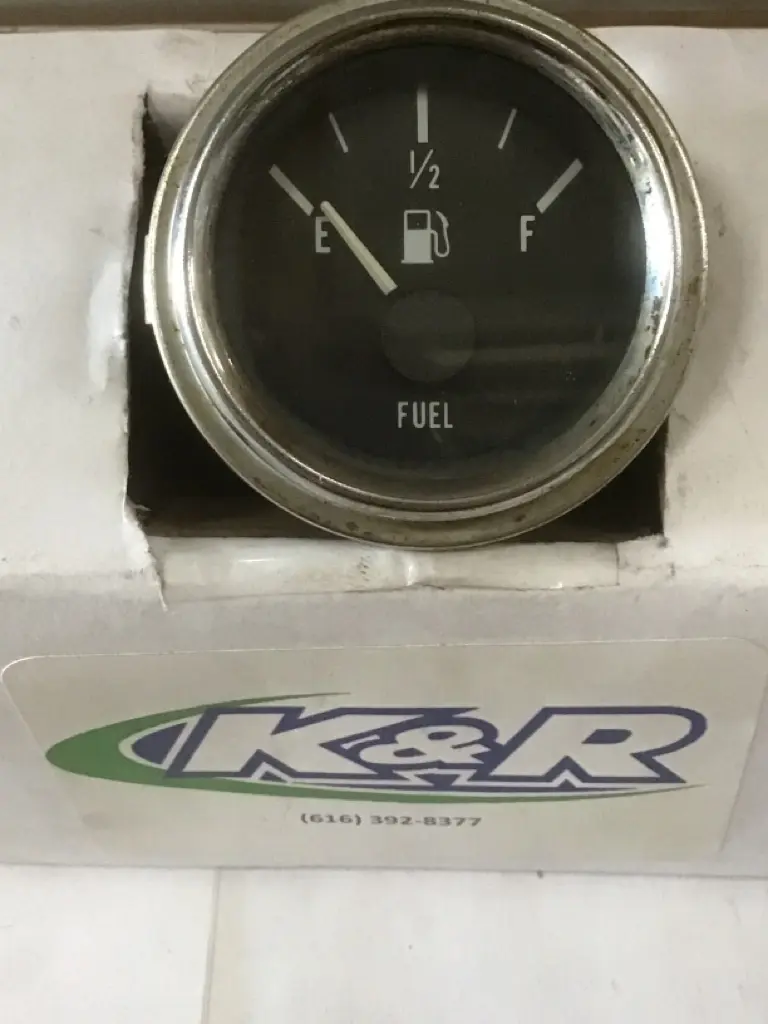 ½
E F
FUEL
K&R
(616) 392-8377